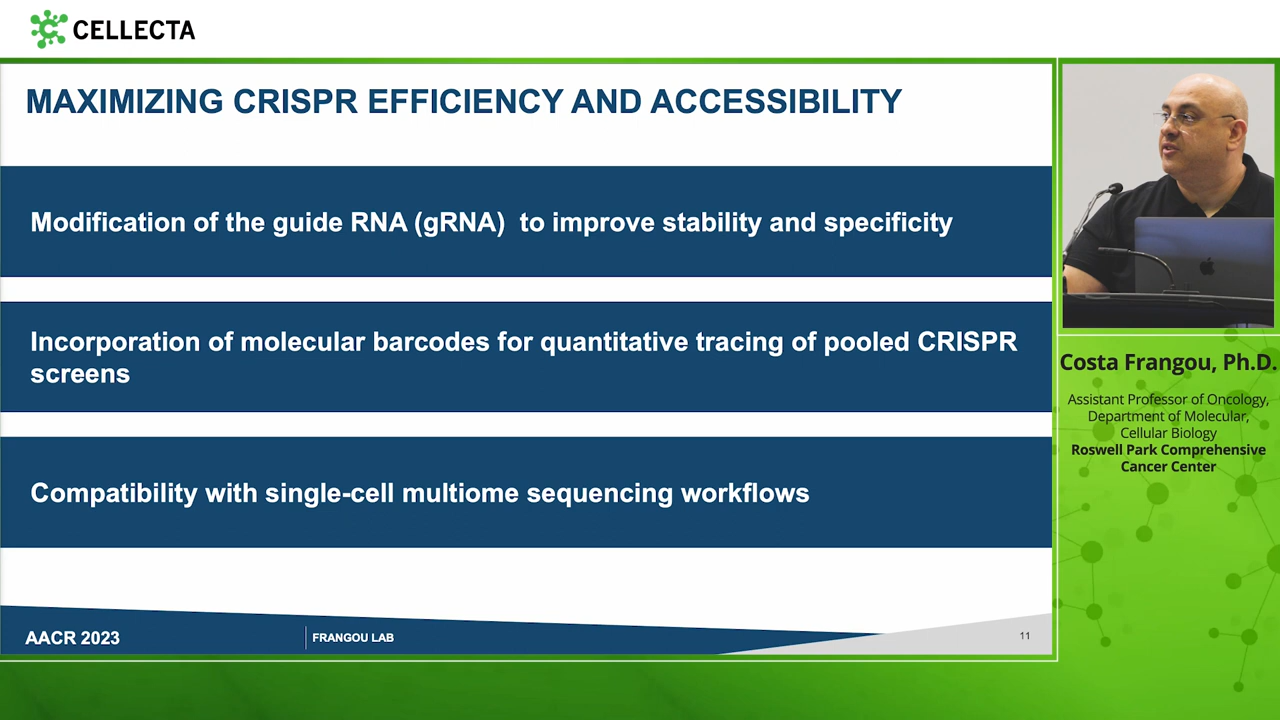 CELLECTA
MAXIMIZING CRISPR EFFICIENCY AND ACCESSIBILITY
Modification of the guide RNA (gRNA)  to improve stability and specificity
Incorporation of molecular barcodes for quantitative tracing of pooled CRISPR
screens
Compatibility with single-cell multiome sequencing workflows
AACR 2023
FRANGOU LAB
11
Costa Frangou, Ph.D.
Assistant Professor of Oncology,
Department of Molecular,
Cellular Biology
Roswell Park Comprehensive
Cancer Center